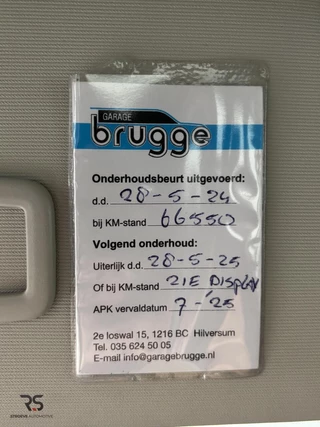 GARAGE
brugge
Onderhoudsbeurt uitgevoerd:
d.d. 28-5-24
bij KM-stand 66550
Volgend onderhoud:
Uiterlijk d.d. 28-5-25
Of bij KM-stand ZIE DISPLAY
APK vervaldatum 7-'25
2e loswal 15, 1216 BC Hilversum
Tel. 035 624 50 05
E-mail info@garagebrugge.nl
RS